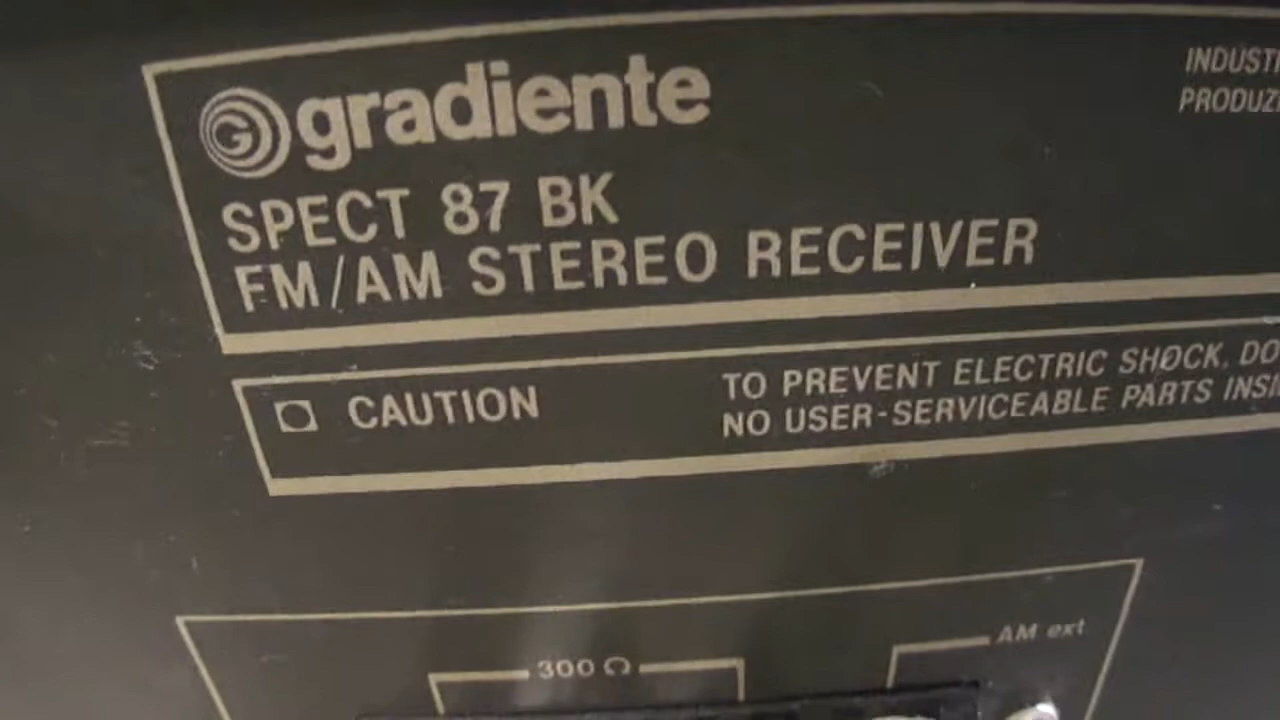 gradiente
SPECT 87 BK
FM/AM STEREO RECEIVER
INDUSTI
PRODUZ
CAUTION
TO PREVENT ELECTRIC SHOCK, DO
NO USER-SERVICEABLE PARTS INSI
300 Ω
AM ext